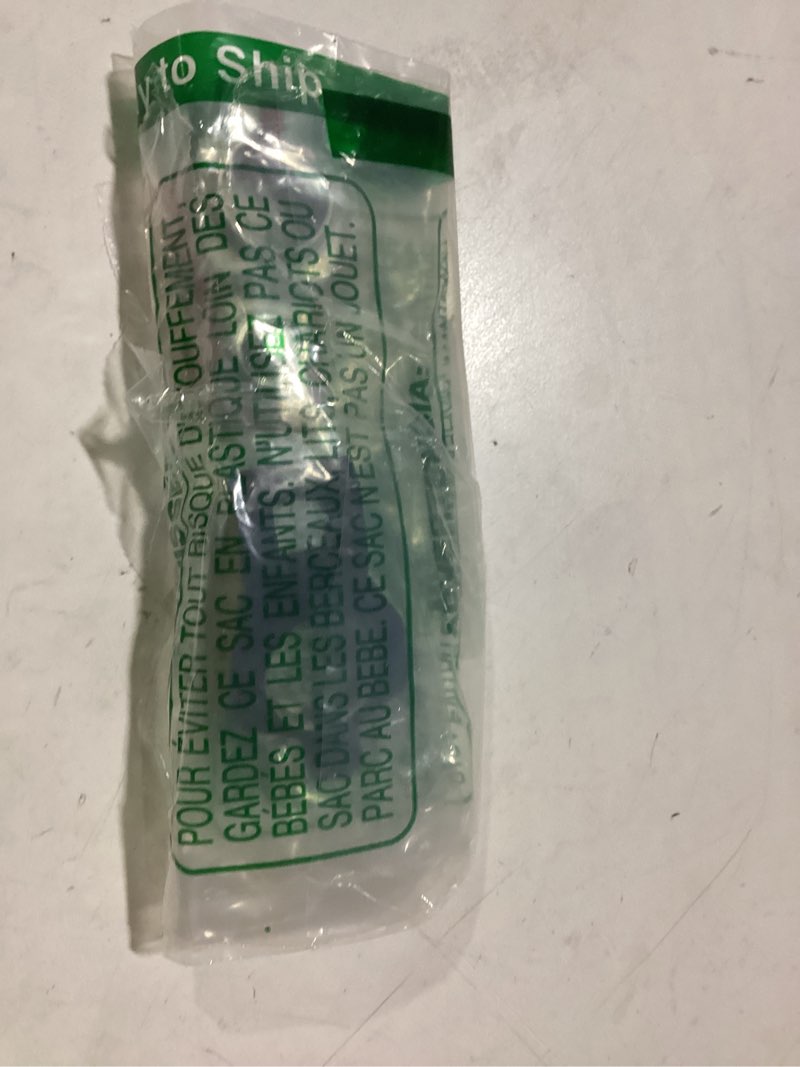 y to Ship
POUR ÉVITER TOUT RISQUE D' OUFFEMENT,
GARDEZ CE SAC EN PLASTIQUE LOIN DES
BÉBÉS ET LES ENFANTS. N'UTILISEZ PAS CE
SAC DANS LES BERCEAUX, LITS, CHARIOTS OU
PARC AU BEBE. CE SAC N'EST PAS UN JOUET.